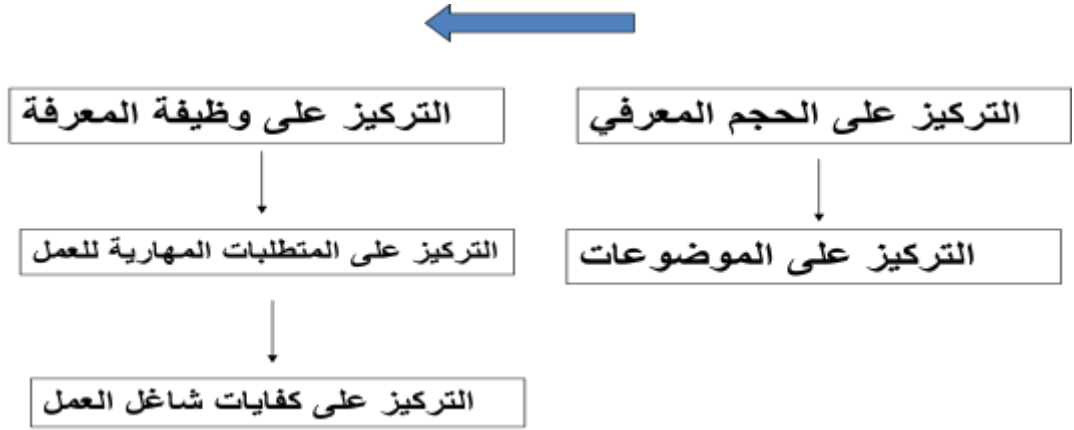 التركيز على الحجم المعرفي
التركيز على وظيفة المعرفة
التركيز على الموضوعات
التركيز على المتطلبات المهارية للعمل
التركيز على كفايات شاغل العمل